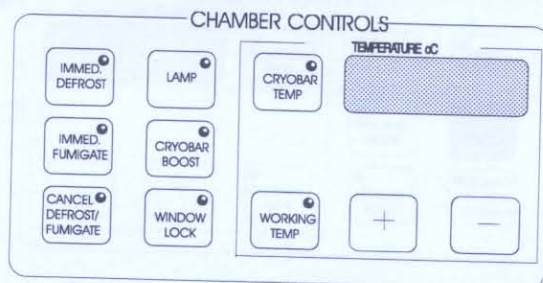 CHAMBER CONTROLS
TEMPERATURE oC
IMMED.
DEFROST
LAMP
CRYOBAR
TEMP
IMMED.
FUMIGATE
CRYOBAR
BOOST
CANCEL
DEFROST/
FUMIGATE
WINDOW
LOCK
WORKING
TEMP
+
−